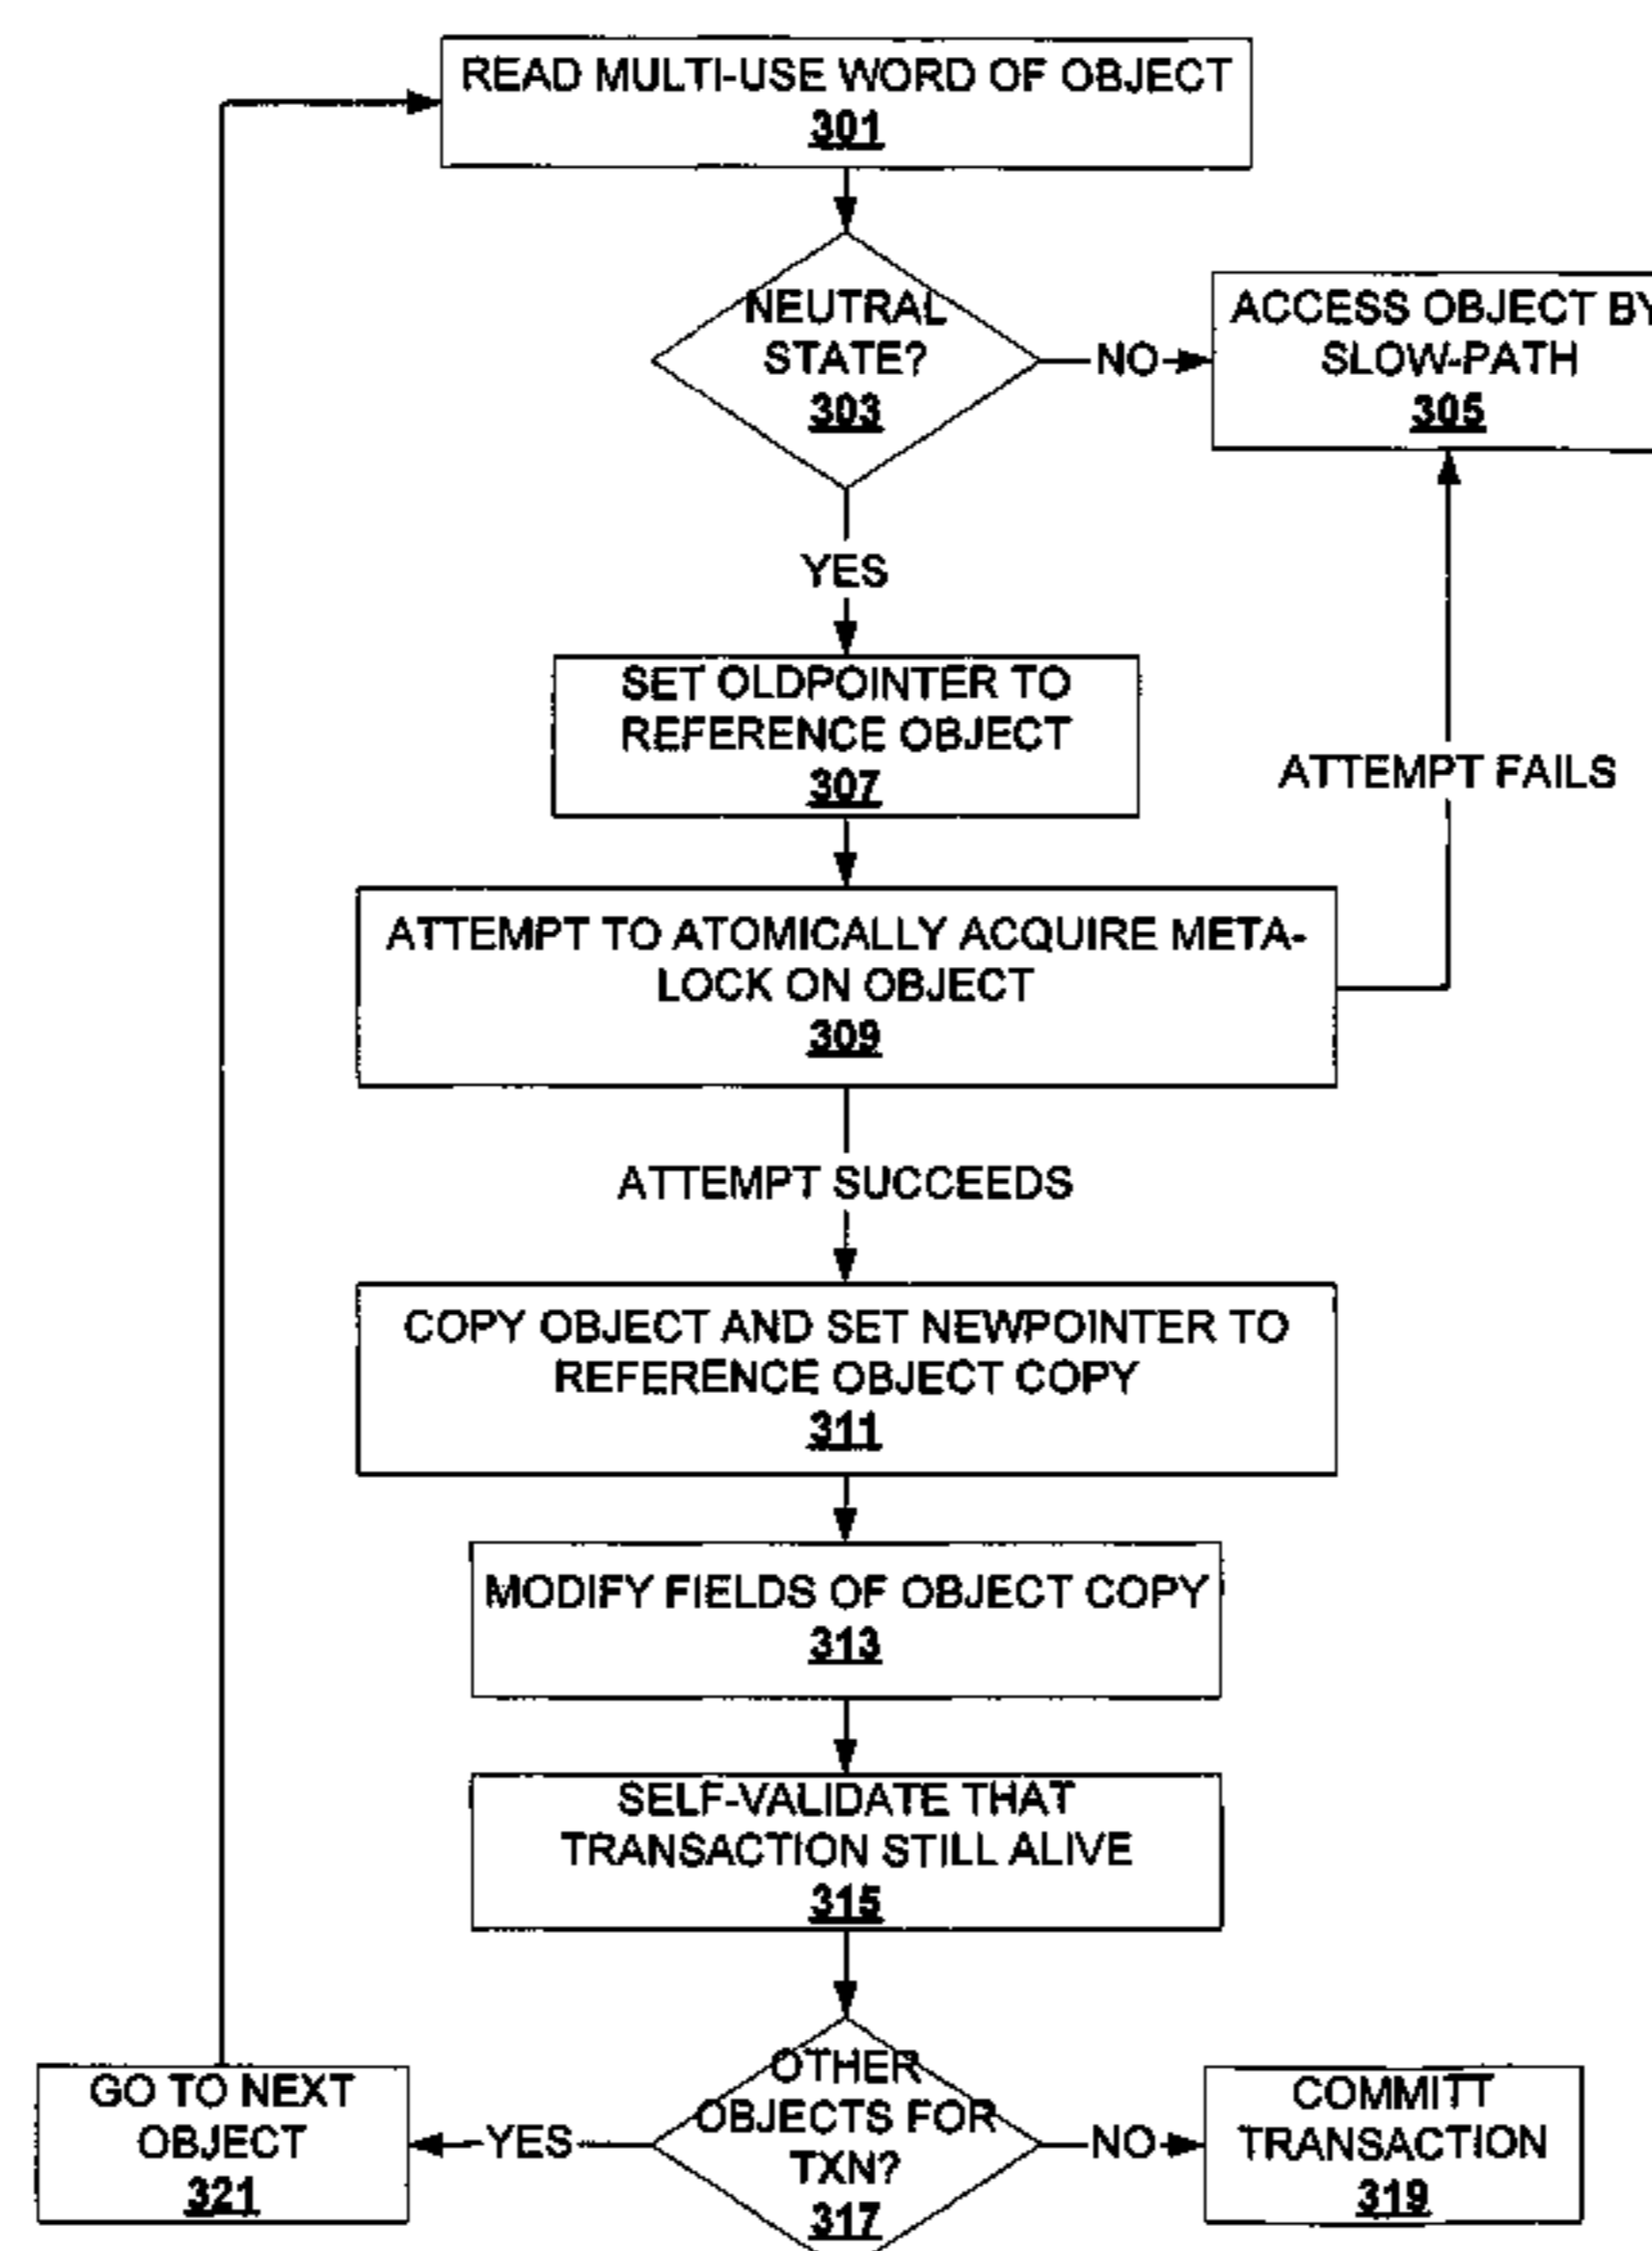 READ MULTI-USE WORD OF OBJECT
301
NEUTRAL
STATE?
303
NO
ACCESS OBJECT BY
SLOW-PATH
305
YES
SET OLDPOINTER TO
REFERENCE OBJECT
307
ATTEMPT FAILS
ATTEMPT TO ATOMICALLY ACQUIRE META-
LOCK ON OBJECT
309
ATTEMPT SUCCEEDS
COPY OBJECT AND SET NEWPOINTER TO
REFERENCE OBJECT COPY
311
MODIFY FIELDS OF OBJECT COPY
313
SELF-VALIDATE THAT
TRANSACTION STILL ALIVE
315
OTHER
OBJECTS FOR
TXN?
317
YES
GO TO NEXT
OBJECT
321
NO
COMMITT
TRANSACTION
319